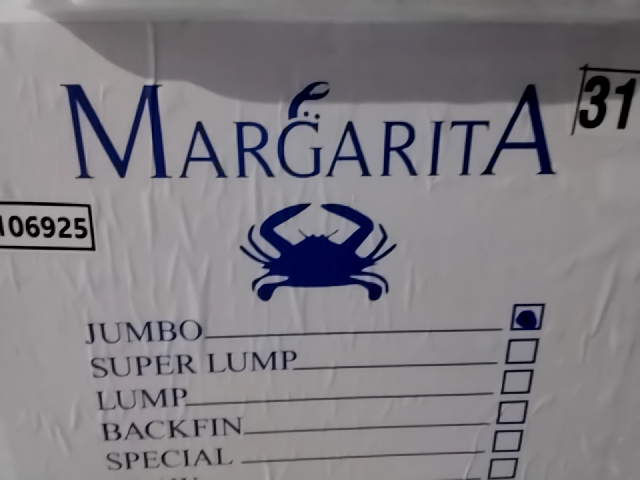 MARGARITA
31
106925
JUMBO
SUPER LUMP
LUMP
BACKFIN
SPECIAL